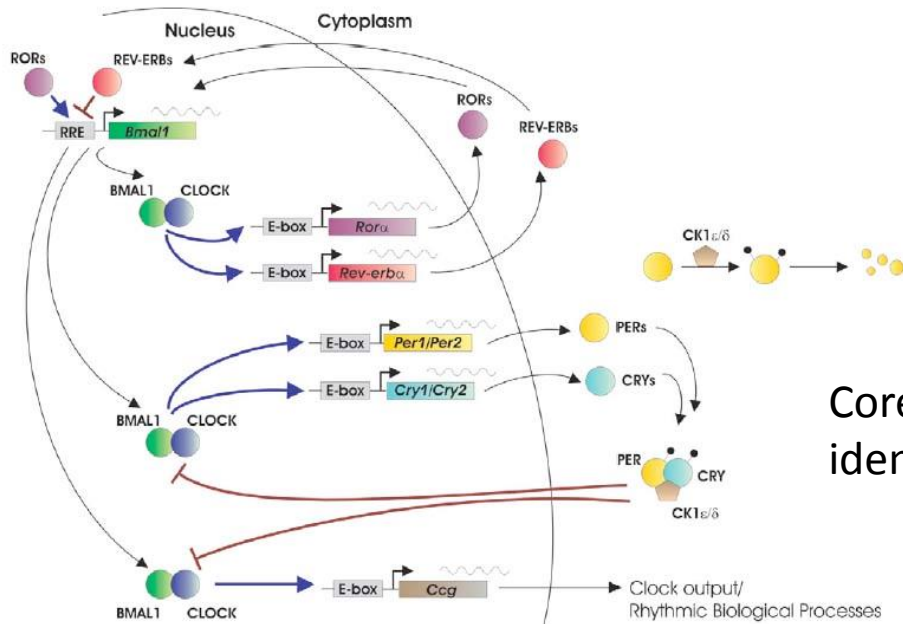 Nucleus
Cytoplasm
RORs
REV-ERBs
RRE
Bmal1
RORs
REV-ERBs
BMAL1
CLOCK
E-box
Rorα
E-box
Rev-erbα
CK1ε/δ
E-box
Per1/Per2
PERs
E-box
Cry1/Cry2
CRYs
BMAL1
CLOCK
PER
CRY
CK1ε/δ
Core
iden
E-box
Ccg
BMAL1
CLOCK
Clock output/
Rhythmic Biological Processes